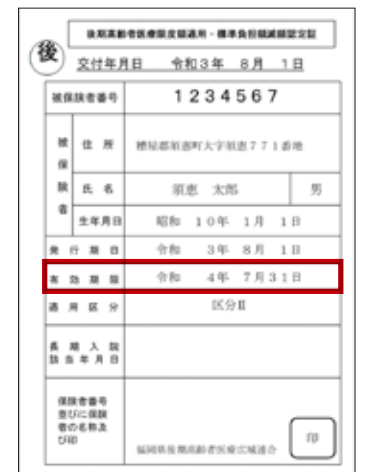 後期高齢者医療限度額適用・標準負担額減額認定証
後
交付年月日 令和3年 8月 1日
被保険者番号 1234567
被保険者
住所 糟屋郡須恵町大字須恵771番地
氏名 須恵 太郎 男
生年月日 昭和 10年 1月 1日
発行期日 令和 3年 8月 1日
有効期限 令和 4年 7月31日
適用区分 区分Ⅱ
長期入院
該当年月日
保険者番号
並びに保険
者の名称及
び印
福岡県後期高齢者医療広域連合 印